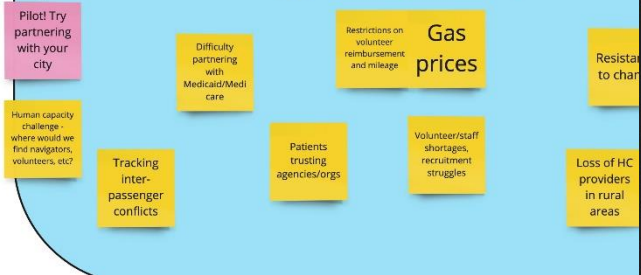 Pilot! Try
partnering
with your
city
Difficulty
partnering
with
Medicaid/Medi
care
Restrictions on
volunteer
reimbursement
and mileage
Gas
prices
to
Human capacity
challenge -
where would we
find navigators,
volunteers, etc?
Tracking
inter-
passenger
conflicts
Patients
trusting
agencies/orgs
Volunteer/staff
shortages,
recruitment
struggles
Loss of HC
providers
in rural
areas